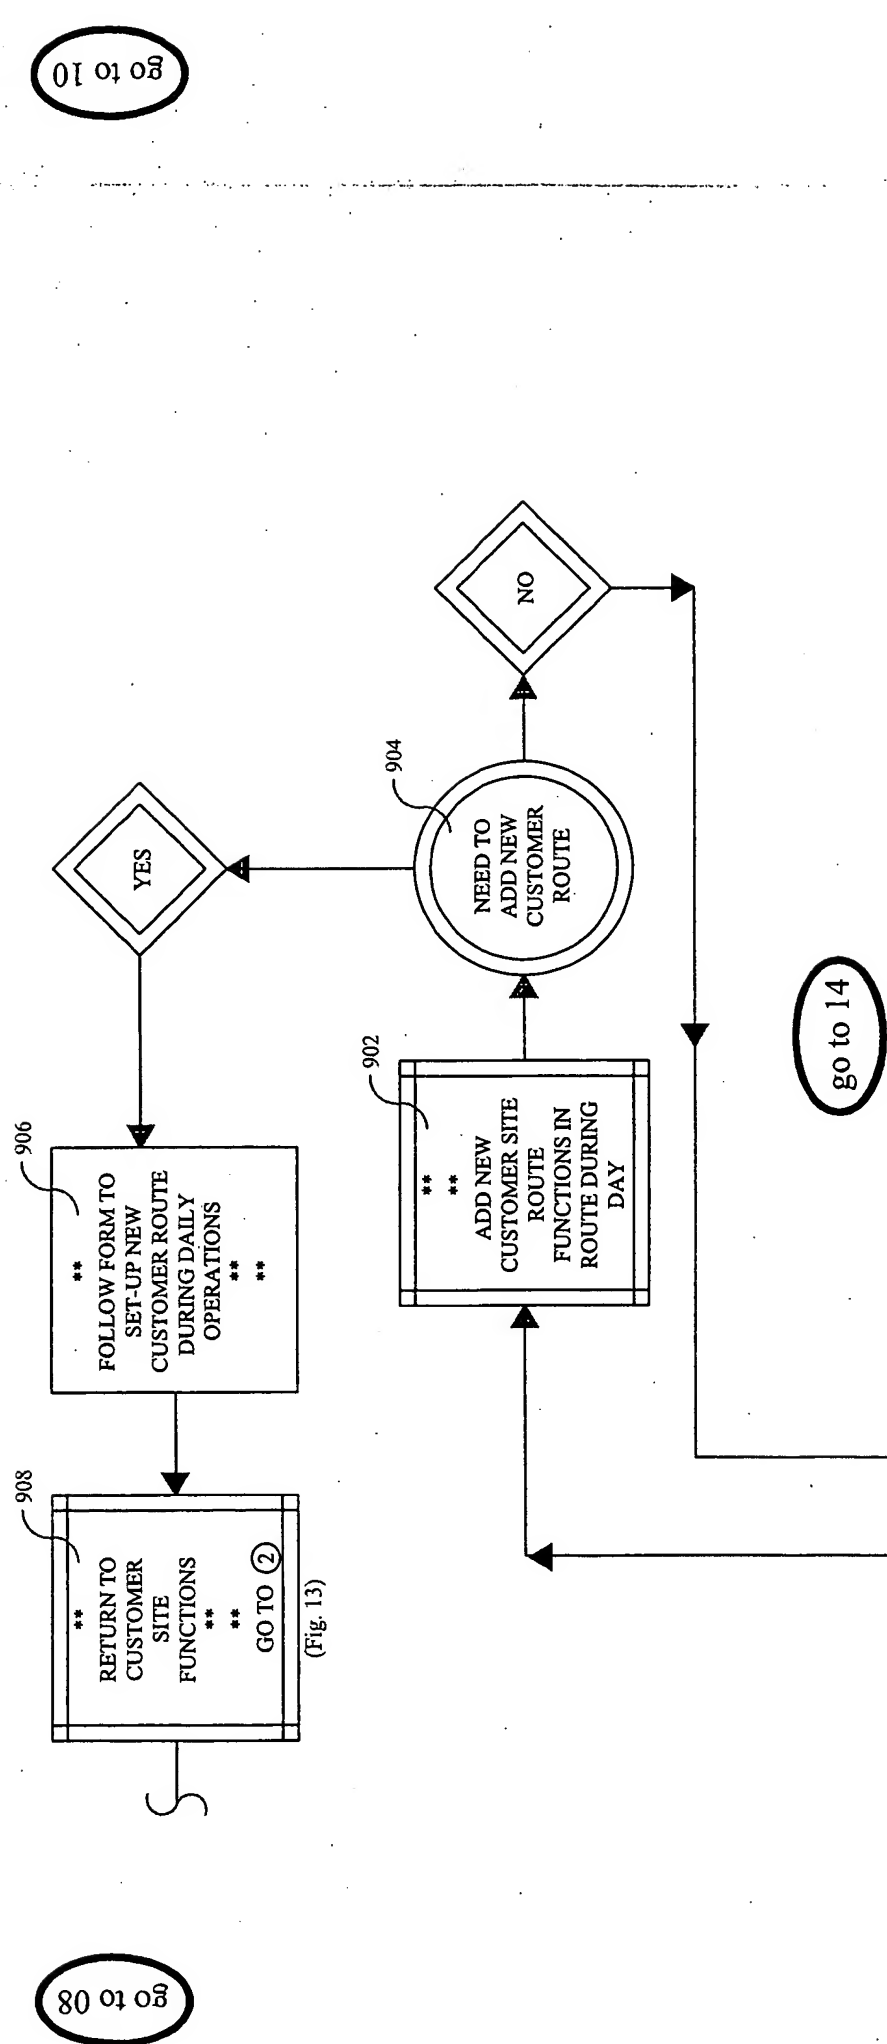 go to 10
YES
NO
904
NEED TO
ADD NEW
CUSTOMER
ROUTE
902
**
**
ADD NEW
CUSTOMER SITE
ROUTE
FUNCTIONS IN
ROUTE DURING
DAY
906
**
FOLLOW FORM TO
SET-UP NEW
CUSTOMER ROUTE
DURING DAILY
OPERATIONS
**
**
908
**
RETURN TO
CUSTOMER
SITE
FUNCTIONS
**
**
GO TO 2
(Fig. 13)
go to 14
go to 08